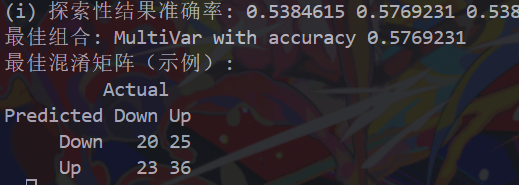 (i) 探索性结果准确率: 0.5384615 0.5769231 0.538
最佳组合: MultiVar with accuracy 0.5769231
最佳混淆矩阵（示例）:
Actual
Predicted Down Up
Down 20 25
Up 23 36